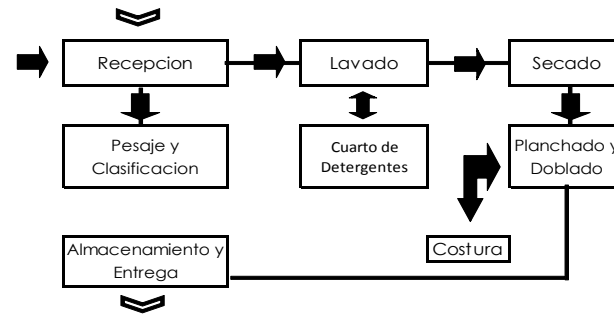 Recepcion
Lavado
Secado
Pesaje y
Clasificacion
Cuarto de
Detergentes
Planchado y
Doblado
Almacenamiento y
Entrega
Costura